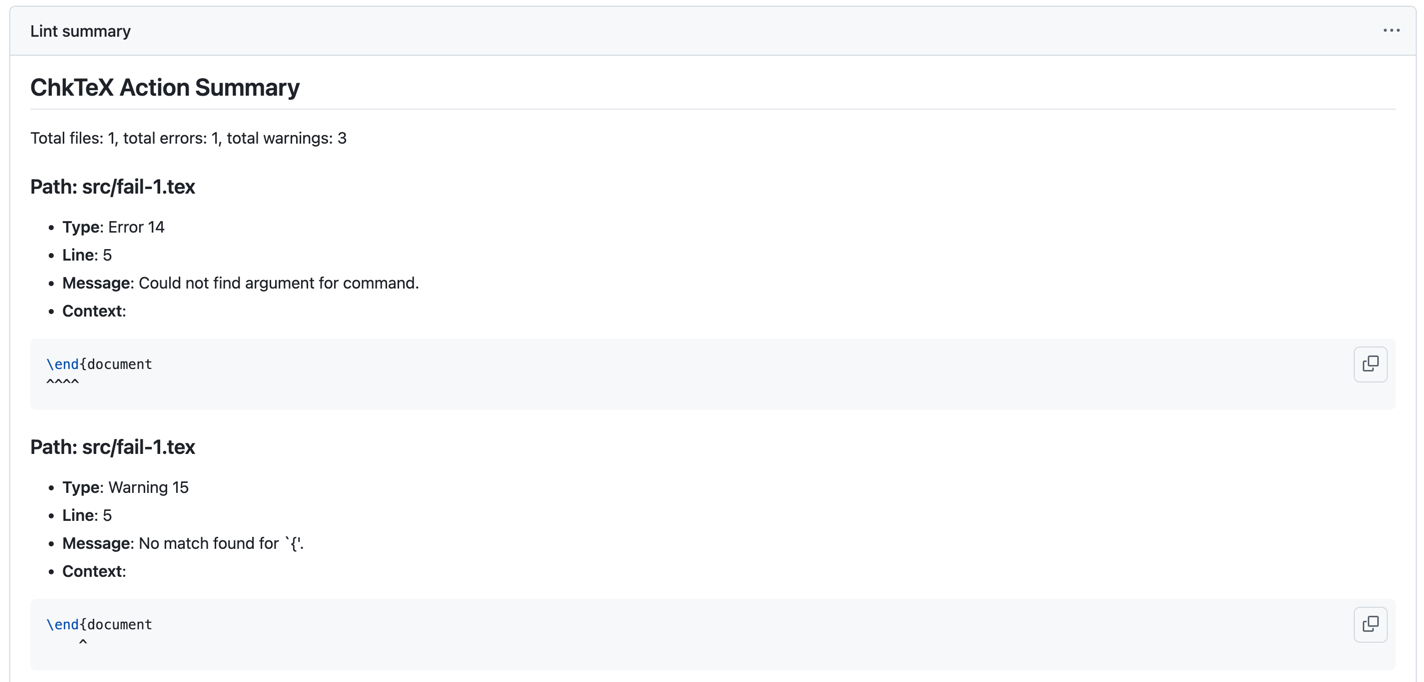 Lint summary
ChkTeX Action Summary
Total files: 1, total errors: 1, total warnings: 3
Path: src/fail-1.tex
• Type: Error 14
• Line: 5
• Message: Could not find argument for command.
• Context:
\end{document
^^^^
Path: src/fail-1.tex
• Type: Warning 15
• Line: 5
• Message: No match found for `{'.
• Context:
\end{document
    ^